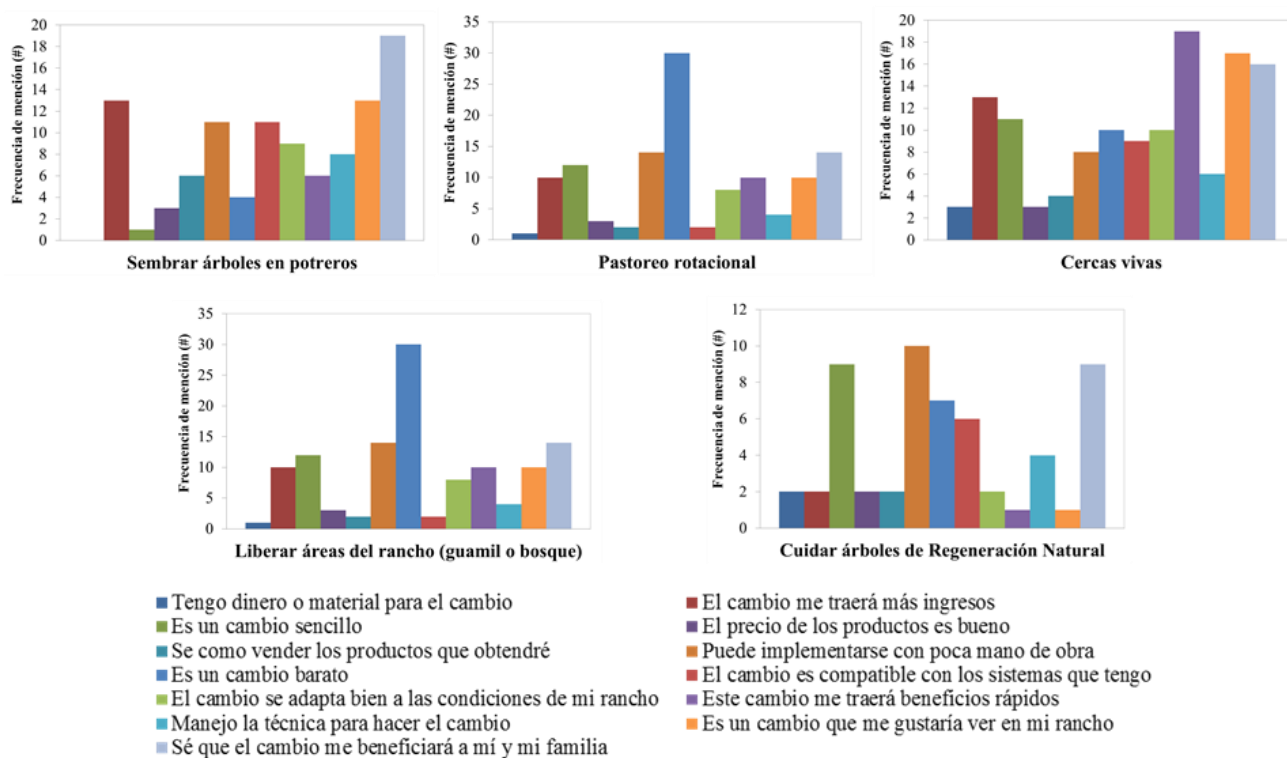 Frecuencia de mención (#)
20
18
16
14
12
10
8
6
4
2
0
Sembrar árboles en potreros
Frecuencia de mención (#)
35
30
25
20
15
10
5
0
Pastoreo rotacional
Frecuencia de mención (#)
20
18
16
14
12
10
8
6
4
2
0
Cercas vivas
Frecuencia de mención (#)
35
30
25
20
15
10
5
0
Liberar áreas del rancho (guamil o bosque)
Frecuencia de mención (#)
12
10
8
6
4
2
0
Cuidar árboles de Regeneración Natural
Tengo dinero o material para el cambio
El cambio me traerá más ingresos
Es un cambio sencillo
El precio de los productos es bueno
Se como vender los productos que obtendré
Puede implementarse con poca mano de obra
Es un cambio barato
El cambio es compatible con los sistemas que tengo
El cambio se adapta bien a las condiciones de mi rancho
Este cambio me traerá beneficios rápidos
Manejo la técnica para hacer el cambio
Es un cambio que me gustaría ver en mi rancho
Sé que el cambio me beneficiará a mí y mi familia